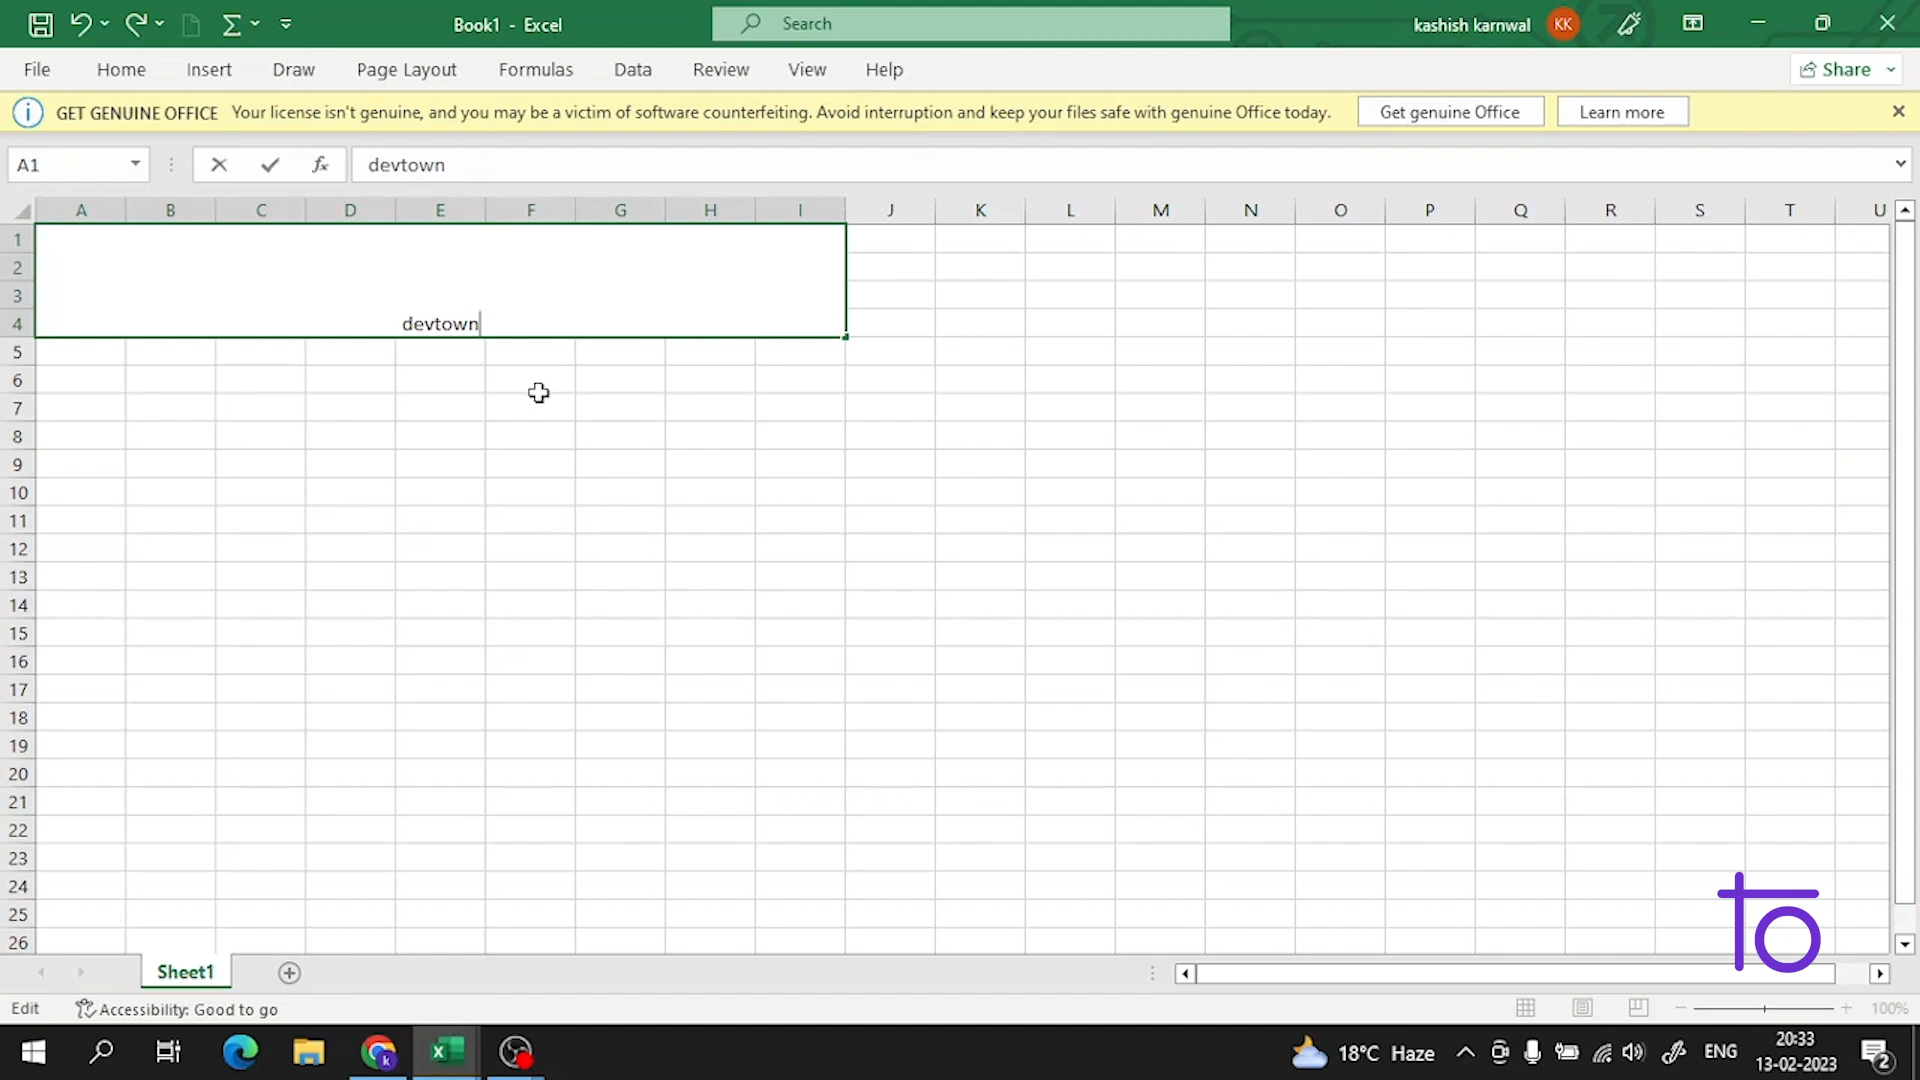 Book1 - Excel
Search
kashish karnwal KK
File Home Insert Draw Page Layout Formulas Data Review View Help Share
GET GENUINE OFFICE Your license isn't genuine, and you may be a victim of software counterfeiting. Avoid interruption and keep your files safe with genuine Office today. Get genuine Office Learn more
A1 fx devtown
A B C D E F G H I J K L M N O P Q R S T U
1
2
3
4 devtown
5
6
7
8
9
10
11
12
13
14
15
16
17
18
19
20
21
22
23
24
25
26
to
Sheet1
Edit Accessibility: Good to go 100%
k 18°C Haze ENG 20:33
13-02-2023 2